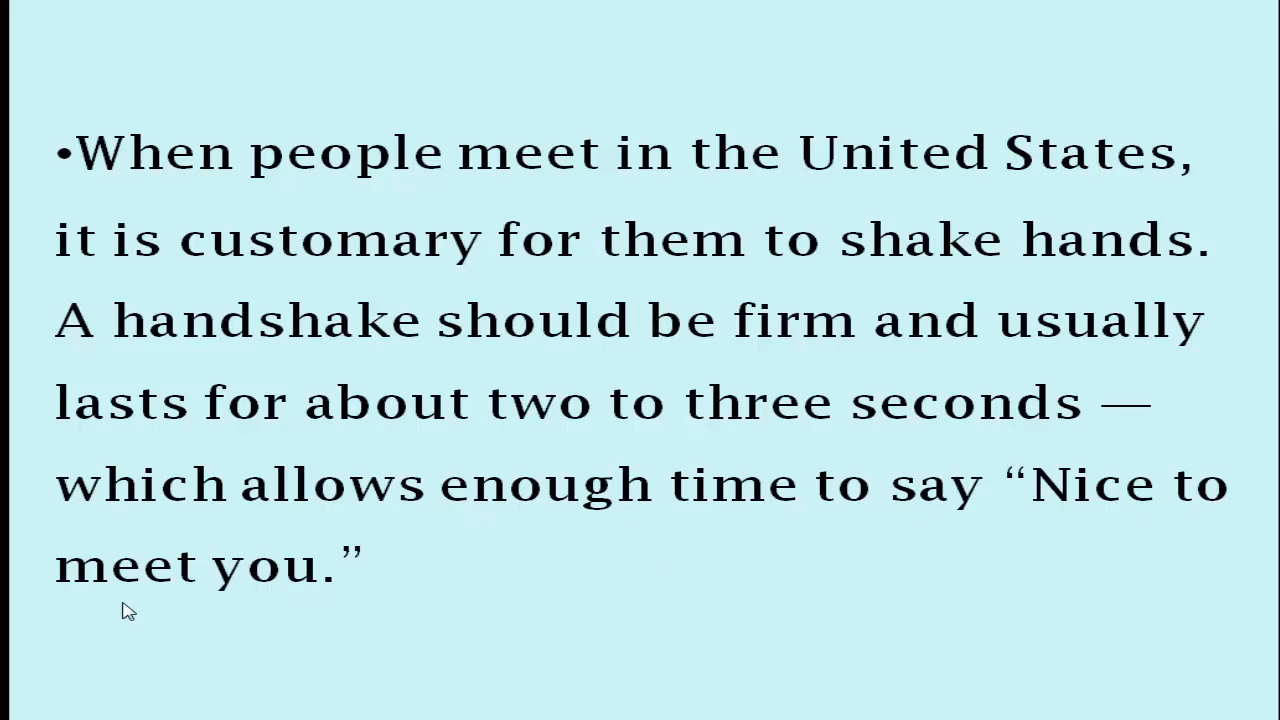 •When people meet in the United States,
it is customary for them to shake hands.
A handshake should be firm and usually
lasts for about two to three seconds —
which allows enough time to say “Nice to
meet you.”